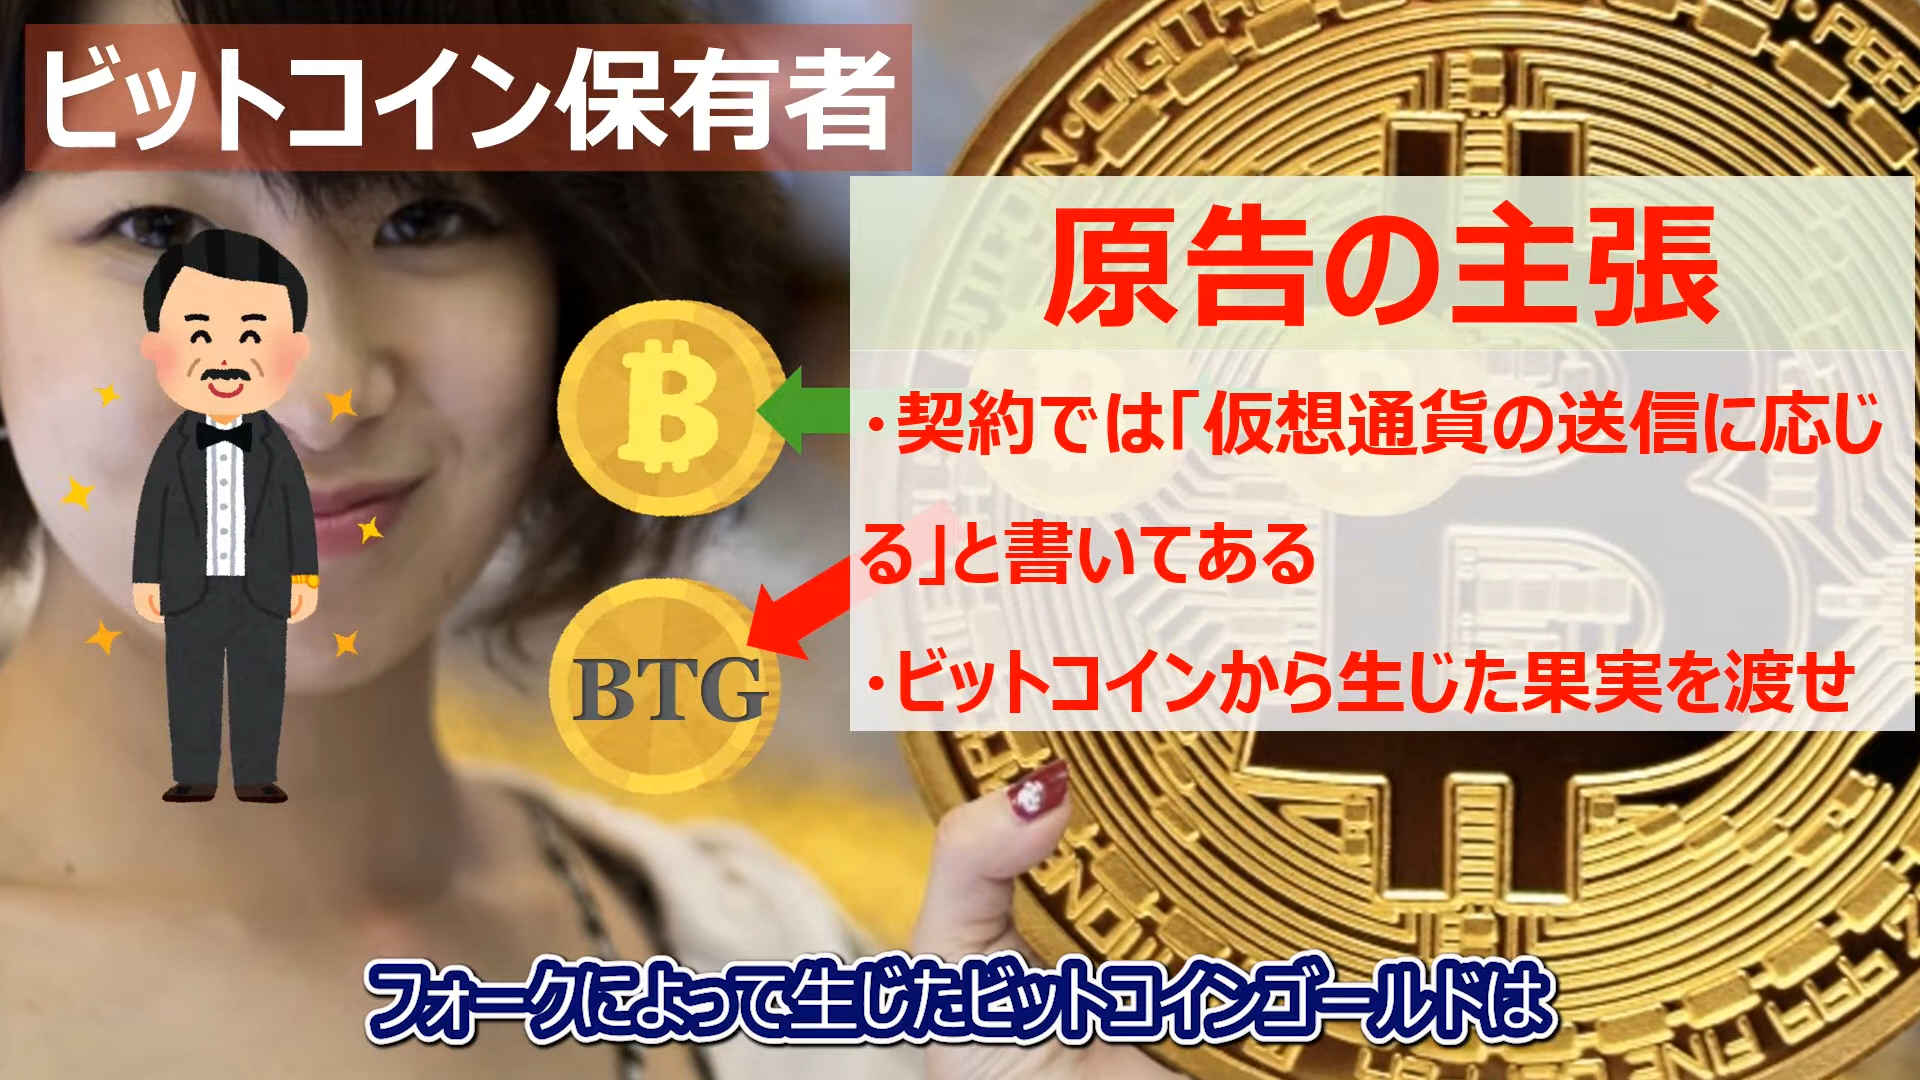 ビットコイン保有者
原告の主張
・契約では「仮想通貨の送信に応じ
る」と書いてある
・ビットコインから生じた果実を渡せ
BTG
フォークによって生じたビットコインゴールドは